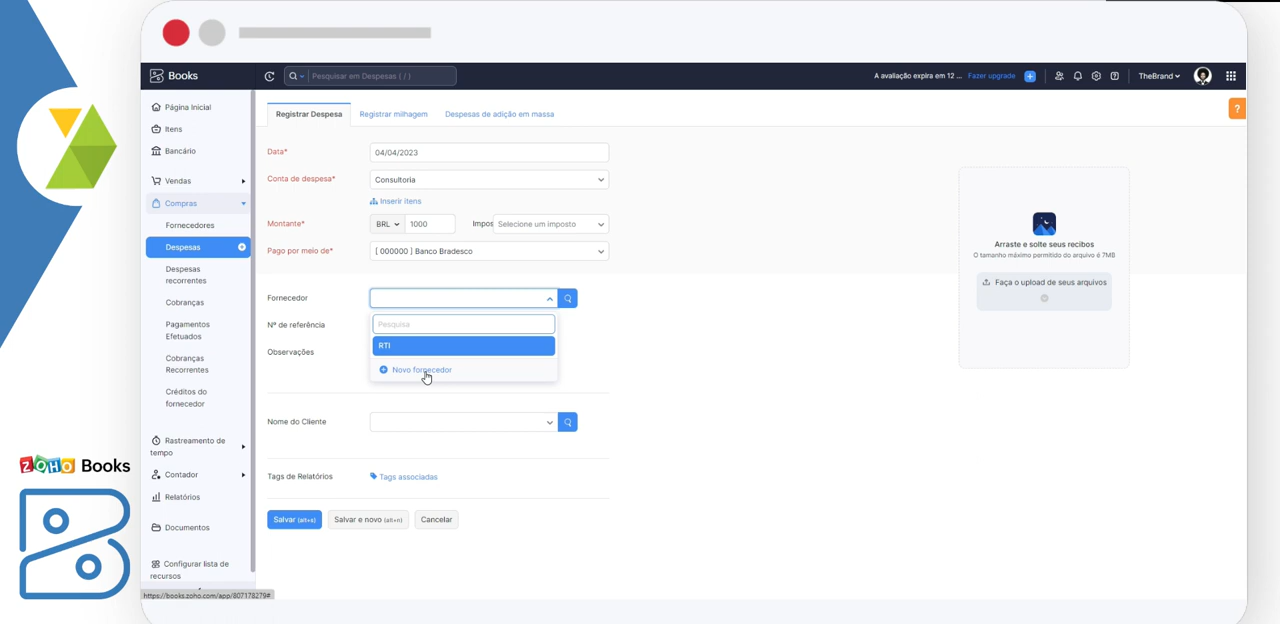 Books
Pesquisar em Despesas ( / )
A avaliação expira em 12 ... Fazer upgrade
TheBrand
Página Inicial
Itens
Bancário
Vendas
Compras
Fornecedores
Despesas
Despesas
recorrentes
Cobranças
Pagamentos
Efetuados
Cobranças
Recorrentes
Créditos do
fornecedor
Rastreamento de
tempo
Contador
Relatórios
Documentos
Configurar lista de
recursos
https://books.zoho.com/app/807178279#
Registrar Despesa Registrar milhagem Despesas de adição em massa
?
Data* 04/04/2023
Conta de despesa* Consultoria
Inserir itens
Montante* BRL 1000 Impos Selecione um imposto
Pago por meio de* [ 000000 ] Banco Bradesco
Fornecedor
Pesquisa
Nº de referência
RTI
Observações
Novo fornecedor
Nome do Cliente
Tags de Relatórios Tags associadas
Salvar (alt+s) Salvar e novo (alt+n) Cancelar
Arraste e solte seus recibos
O tamanho máximo permitido do arquivo é 7MB
Faça o upload de seus arquivos
ZOHO Books